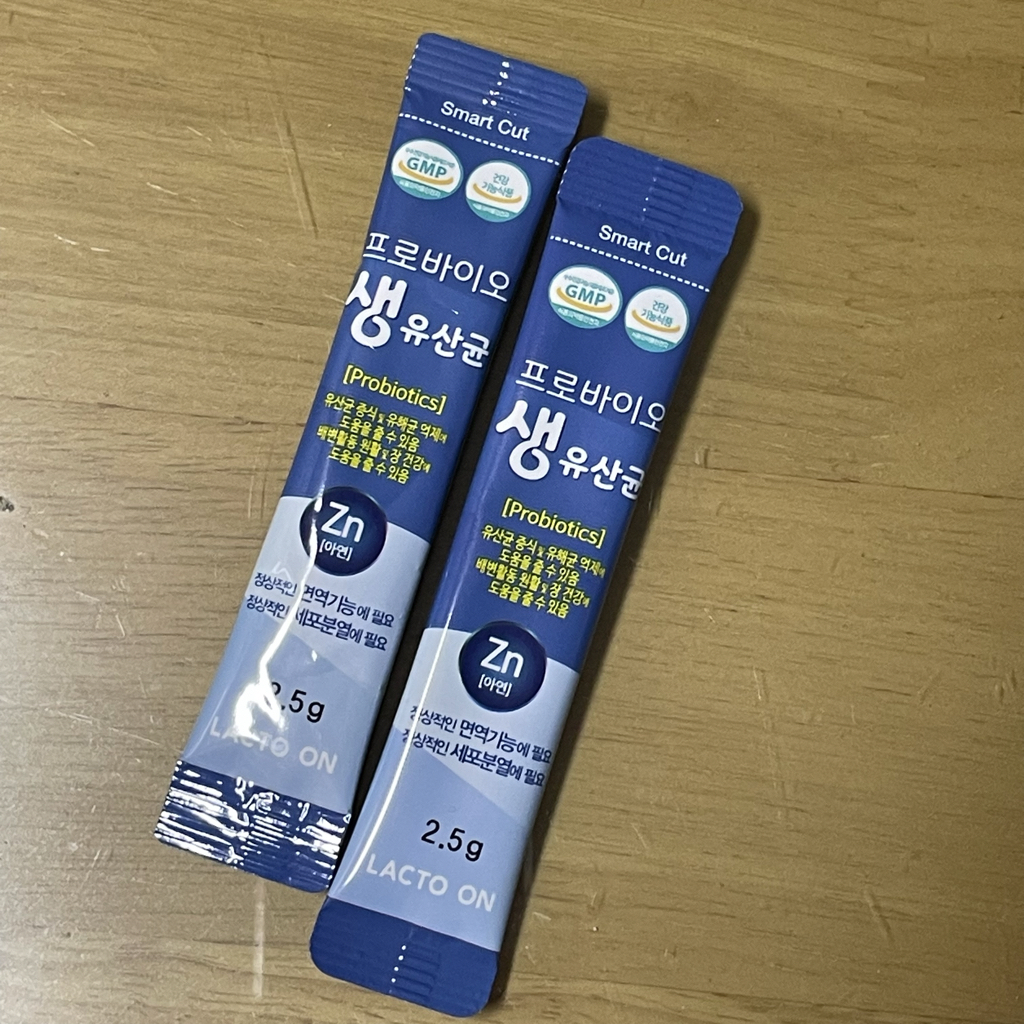 Smart Cut
GMP
건강
기능식품
프로바이오
생유산균
[Probiotics]
유산균 증식 및 유해균 억제에
도움을 줄 수 있음
배변활동 원활 및 장 건강에
도움을 줄 수 있음
Zn
[아연]
정상적인 면역기능에 필요
정상적인 세포분열에 필요
2.5g
LACTO ON
Smart Cut
GMP
건강
기능식품
프로바이오
생유산균
[Probiotics]
유산균 증식 및 유해균 억제에
도움을 줄 수 있음
배변활동 원활 및 장 건강에
도움을 줄 수 있음
Zn
[아연]
정상적인 면역기능에 필요
정상적인 세포분열에 필요
2.5g
LACTO ON